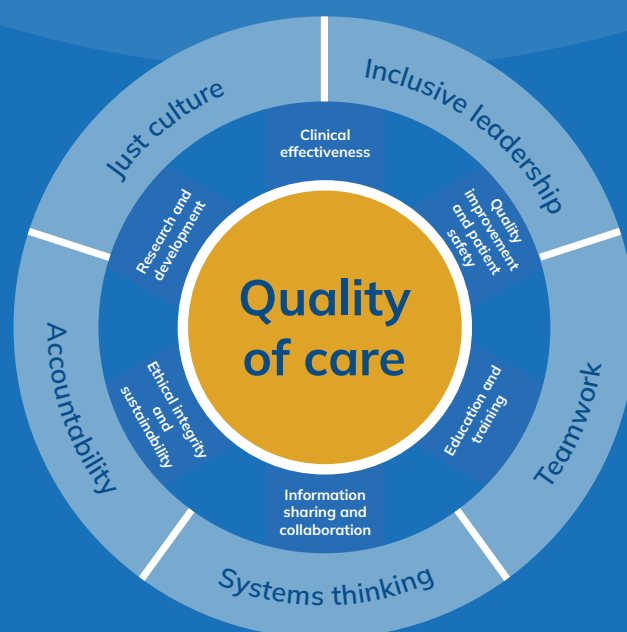 Just culture
Inclusive leadership
Clinical
effectiveness
Research and
development
Quality
improvement
and patient
safety
Quality
of care
Accountability
Ethical integrity
and
sustainability
Education and
training
Teamwork
Information
sharing and
collaboration
Systems thinking